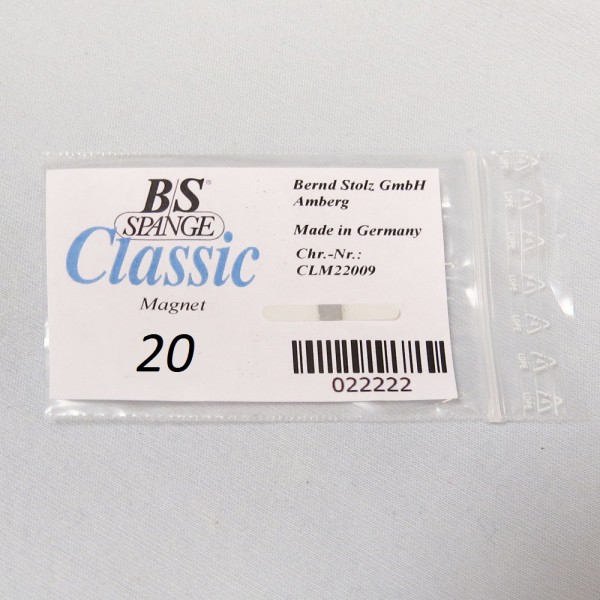 B/S®
SPANGE
Classic
Magnet
20
Bernd Stolz GmbH
Amberg
Made in Germany
Chr.-Nr.:
CLM22009
022222